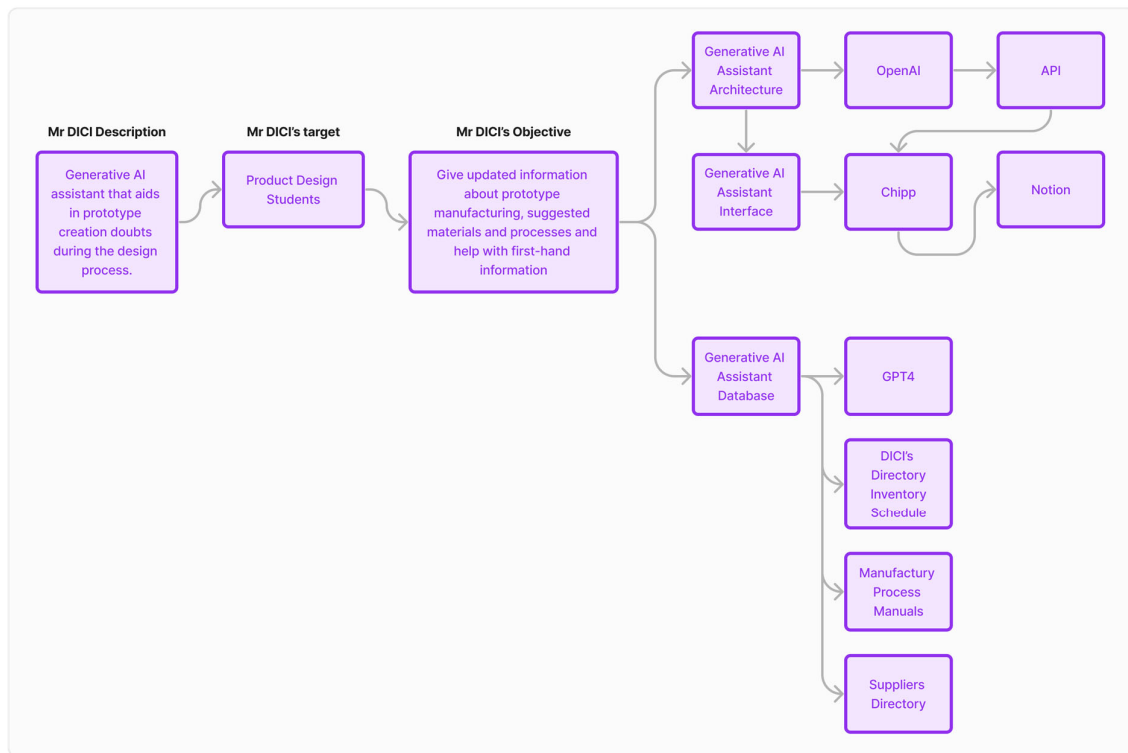 Mr DICI Description
Generative AI
assistant that aids
in prototype
creation doubts
during the design
process.
Mr DICI's target
Product Design
Students
Mr DICI's Objective
Give updated information
about prototype
manufacturing, suggested
materials and processes and
help with first-hand
information
Generative AI
Assistant
Architecture
OpenAI
API
Generative AI
Assistant
Interface
Chipp
Notion
Generative AI
Assistant
Database
GPT4
DICI's
Directory
Inventory
Schedule
Manufactury
Process
Manuals
Suppliers
Directory